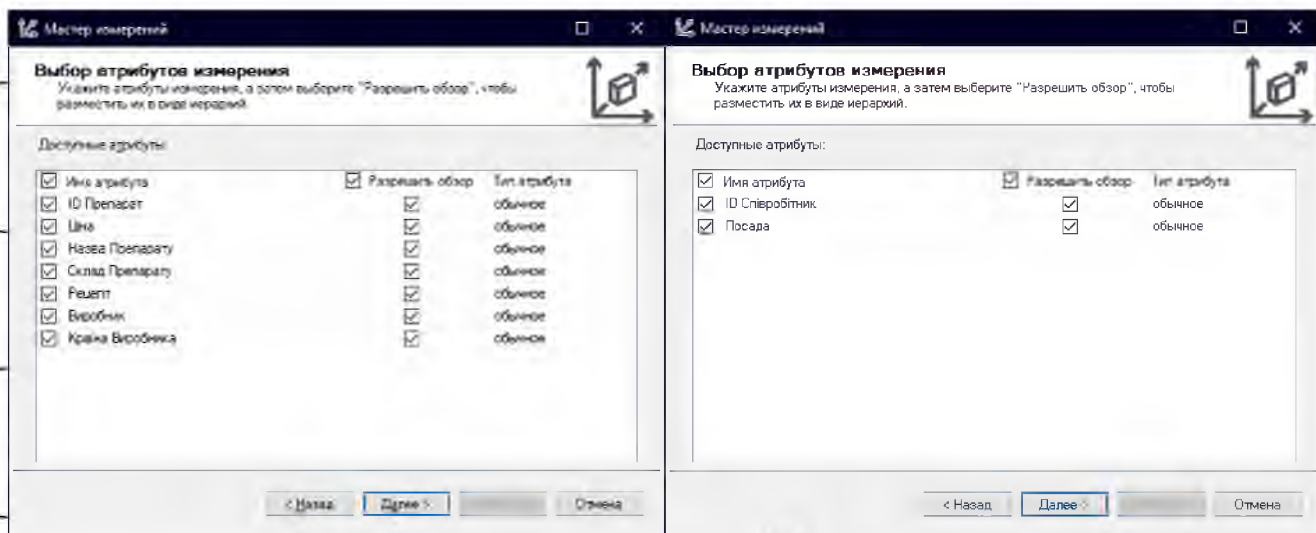 Мастер измерений
Выбор атрибутов измерения
Укажите атрибуты измерения, а затем выберите "Разрешить обзор", чтобы
разместить их в виде иерархий.
Доступные атрибуты:
Имя атрибута Разрешить обзор Тип атрибута
ID Препарат обычное
Ціна обычное
Назва Препарату обычное
Склад Препарату обычное
Рецепт обычное
Виробник обычное
Країна Виробника обычное
< Назад Далее > Отмена
Мастер измерений
Выбор атрибутов измерения
Укажите атрибуты измерения, а затем выберите "Разрешить обзор", чтобы
разместить их в виде иерархий.
Доступные атрибуты:
Имя атрибута Разрешить обзор Тип атрибута
ID Співробітник обычное
Посада обычное
< Назад Далее > Отмена